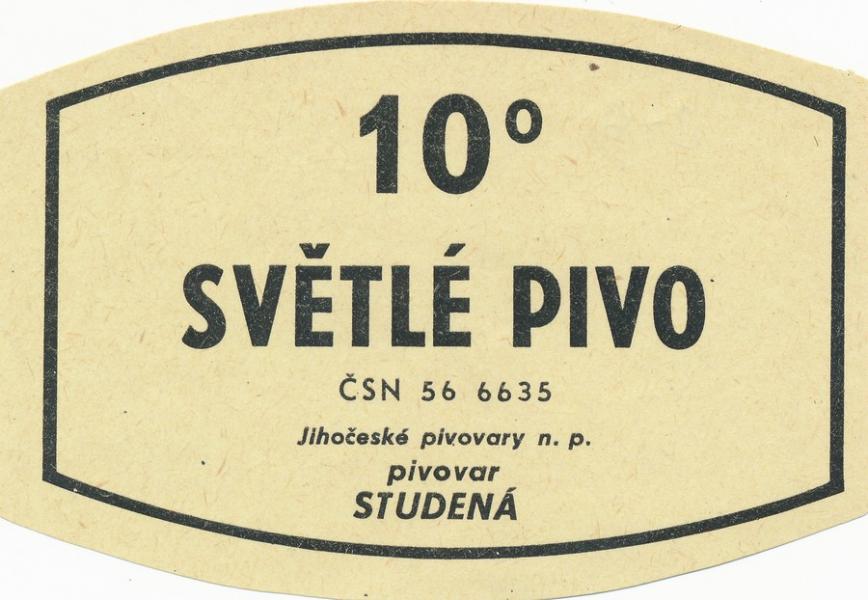 10°
SVĚTLÉ PIVO
ČSN 56 6635
Jihočeské pivovary n. p.
pivovar
STUDENÁ